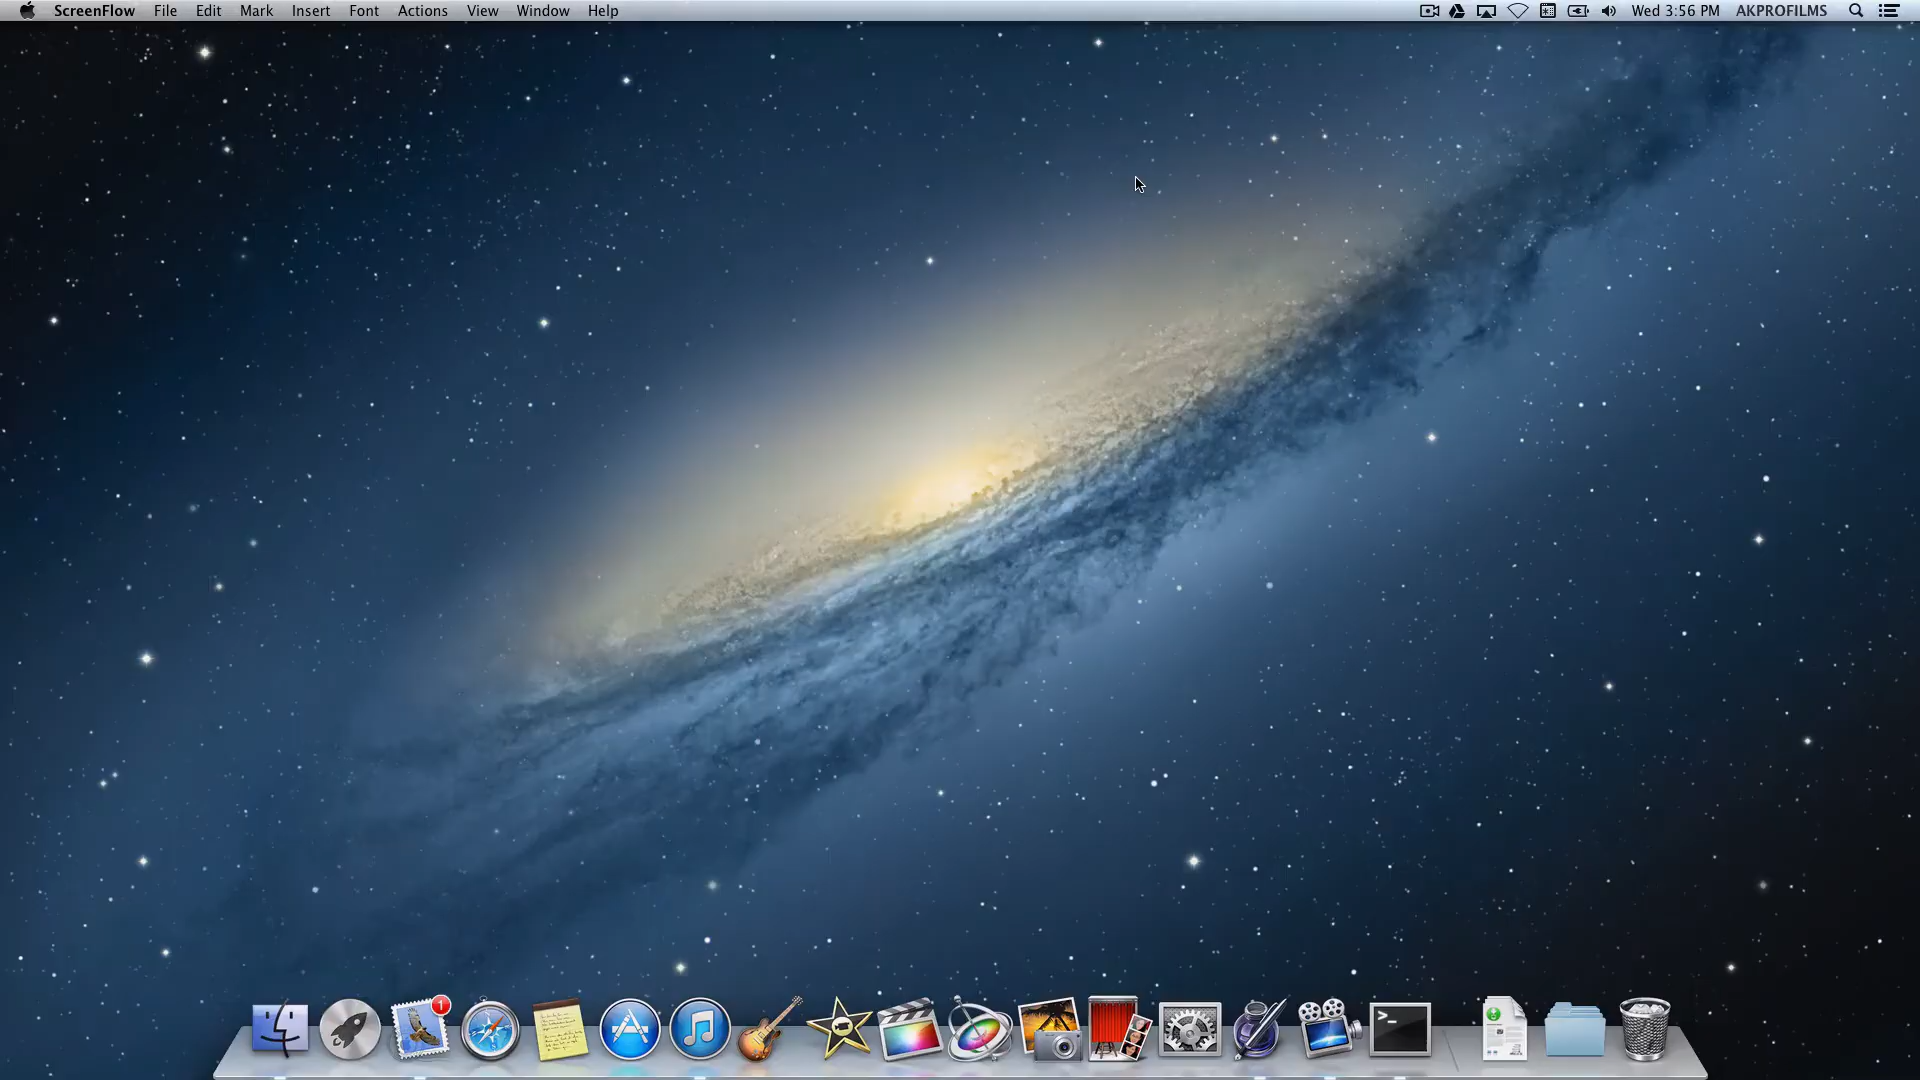 ScreenFlow File Edit Mark Insert Font Actions View Window Help Wed 3:56 PM AKPROFILMS
1
>-